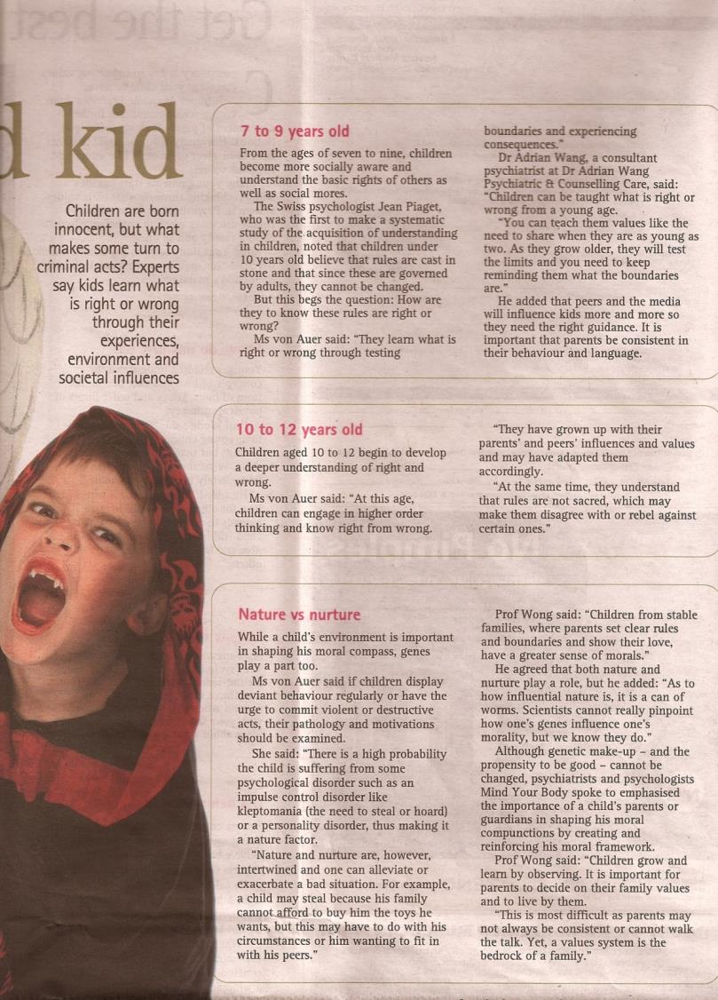 d kid
Children are born
innocent, but what
makes some turn to
criminal acts? Experts
say kids learn what
is right or wrong
through their
experiences,
environment and
societal influences
7 to 9 years old
From the ages of seven to nine, children
become more socially aware and
understand the basic rights of others as
well as social mores.
The Swiss psychologist Jean Piaget,
who was the first to make a systematic
study of the acquisition of understanding
in children, noted that children under
10 years old believe that rules are cast in
stone and that since these are governed
by adults, they cannot be changed.
But this begs the question: How are
they to know these rules are right or
wrong?
Ms von Auer said: “They learn what is
right or wrong through testing
boundaries and experiencing
consequences.”
Dr Adrian Wang, a consultant
psychiatrist at Dr Adrian Wang
Psychiatric & Counselling Care, said:
“Children can be taught what is right or
wrong from a young age.
“You can teach them values like the
need to share when they are as young as
two. As they grow older, they will test
the limits and you need to keep
reminding them what the boundaries
are.”
He added that peers and the media
will influence kids more and more so
they need the right guidance. It is
important that parents be consistent in
their behaviour and language.
10 to 12 years old
Children aged 10 to 12 begin to develop
a deeper understanding of right and
wrong.
Ms von Auer said: “At this age,
children can engage in higher order
thinking and know right from wrong.
“They have grown up with their
parents’ and peers’ influences and values
and may have adapted them
accordingly.
“At the same time, they understand
that rules are not sacred, which may
make them disagree with or rebel against
certain ones.”
Nature vs nurture
While a child’s environment is important
in shaping his moral compass, genes
play a part too.
Ms von Auer said if children display
deviant behaviour regularly or have the
urge to commit violent or destructive
acts, their pathology and motivations
should be examined.
She said: “There is a high probability
the child is suffering from some
psychological disorder such as an
impulse control disorder like
kleptomania (the need to steal or hoard)
or a personality disorder, thus making it
a nature factor.
“Nature and nurture are, however,
intertwined and one can alleviate or
exacerbate a bad situation. For example,
a child may steal because his family
cannot afford to buy him the toys he
wants, but this may have to do with his
circumstances or him wanting to fit in
with his peers.”
Prof Wong said: “Children from stable
families, where parents set clear rules
and boundaries and show their love,
have a greater sense of morals.”
He agreed that both nature and
nurture play a role, but he added: “As to
how influential nature is, it is a can of
worms. Scientists cannot really pinpoint
how one’s genes influence one’s
morality, but we know they do.”
Although genetic make-up – and the
propensity to be good – cannot be
changed, psychiatrists and psychologists
Mind Your Body spoke to emphasised
the importance of a child’s parents or
guardians in shaping his moral
compunctions by creating and
reinforcing his moral framework.
Prof Wong said: “Children grow and
learn by observing. It is important for
parents to decide on their family values
and to live by them.
“This is most difficult as parents may
not always be consistent or cannot walk
the talk. Yet, a values system is the
bedrock of a family.”